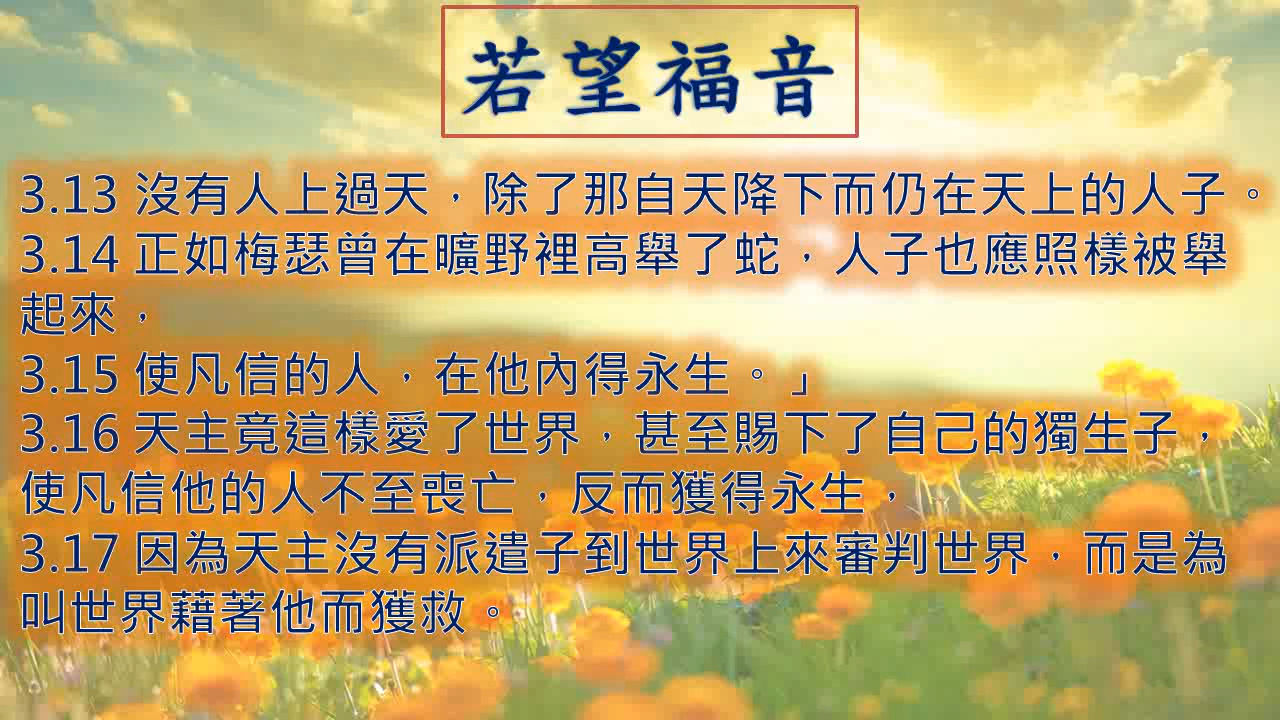 若望福音
3.13 沒有人上過天，除了那自天降下而仍在天上的人子。
3.14 正如梅瑟曾在曠野裡高舉了蛇，人子也應照樣被舉
起來，
3.15 使凡信的人，在他內得永生。」
3.16 天主竟這樣愛了世界，甚至賜下了自己的獨生子，
使凡信他的人不至喪亡，反而獲得永生，
3.17 因為天主沒有派遣子到世界上來審判世界，而是為
叫世界藉著他而獲救。